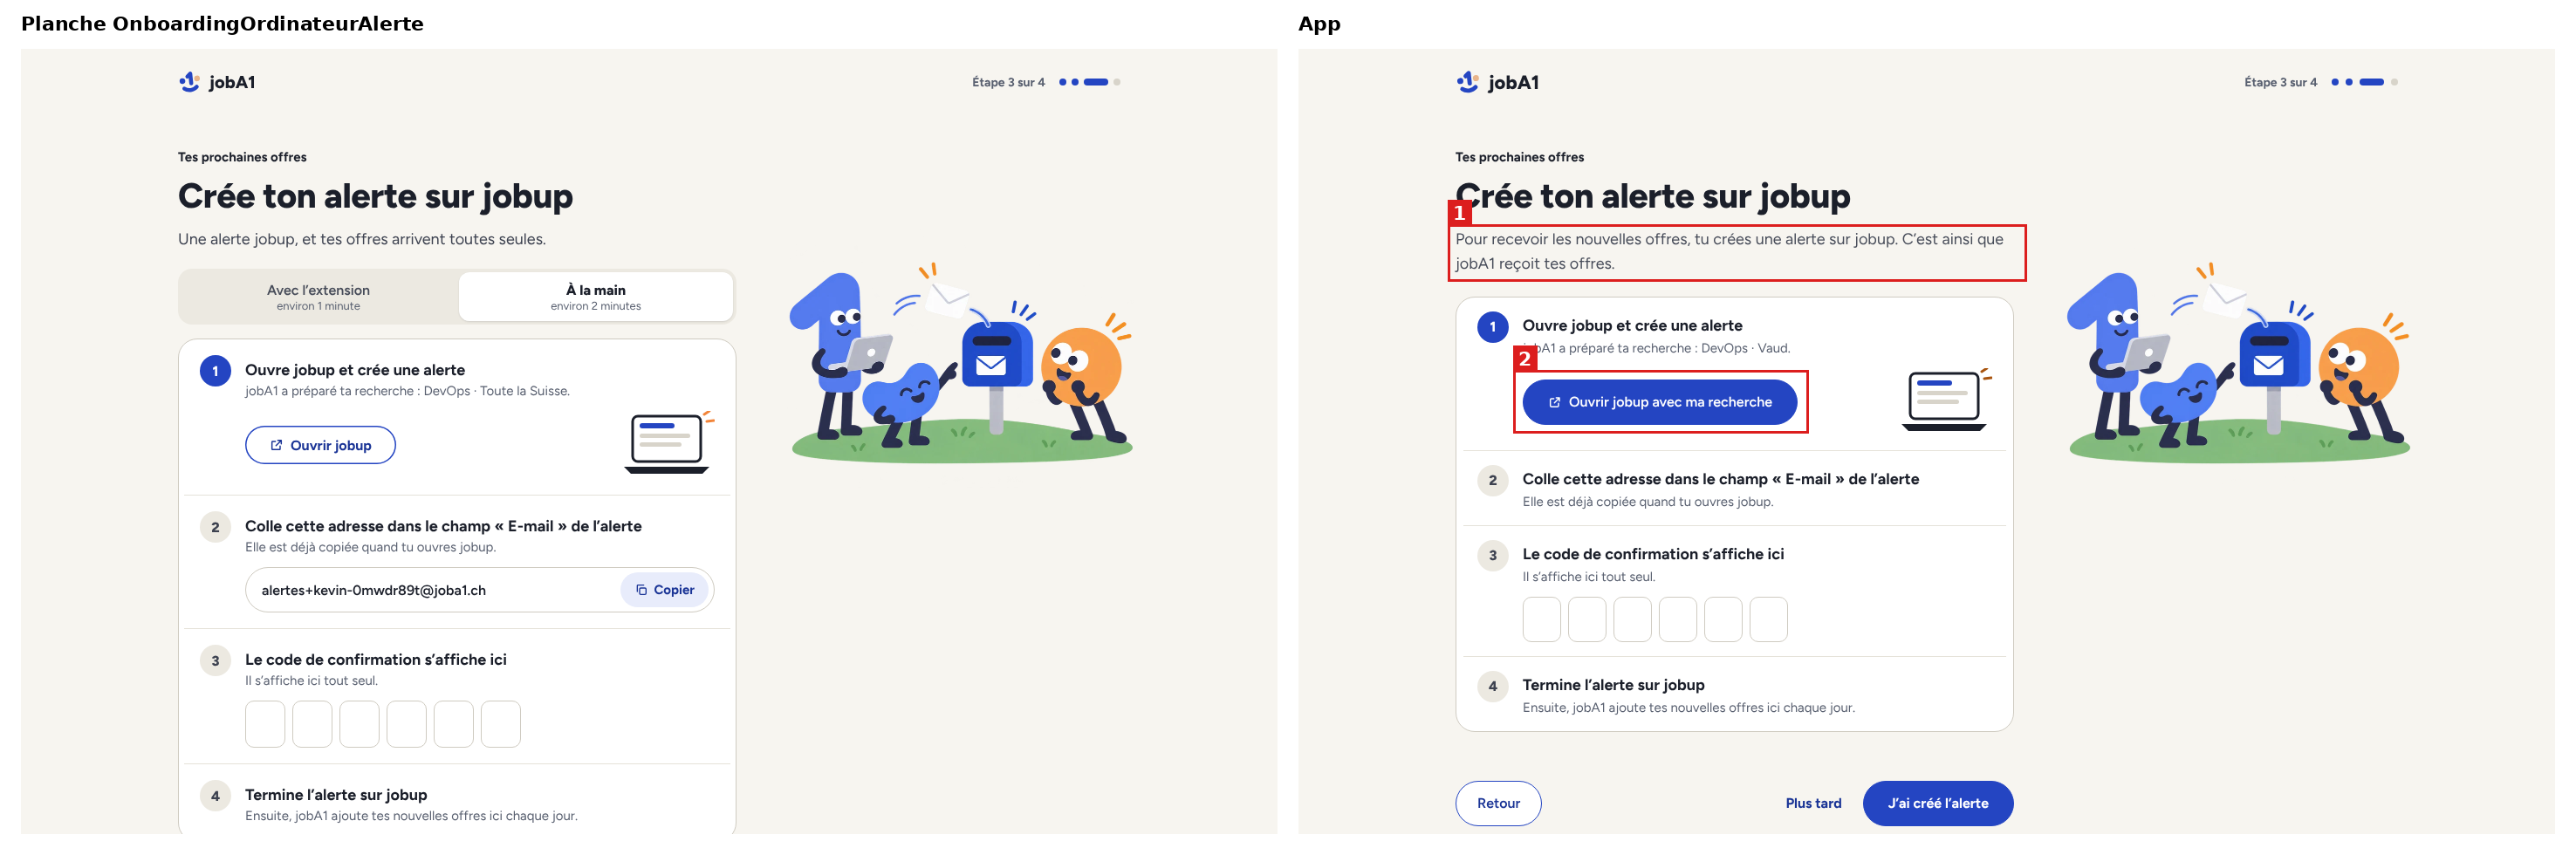 Planche OnboardingOrdinateurAlerte
jobA1
Étape 3 sur 4
Tes prochaines offres
Crée ton alerte sur jobup
Une alerte jobup, et tes offres arrivent toutes seules.
Avec l'extension
environ 1 minute
À la main
environ 2 minutes
1
Ouvre jobup et crée une alerte
jobA1 a préparé ta recherche : DevOps · Toute la Suisse.
Ouvrir jobup
2
Colle cette adresse dans le champ « E-mail » de l'alerte
Elle est déjà copiée quand tu ouvres jobup.
alertes+kevin-0mwdr89t@joba1.ch
Copier
3
Le code de confirmation s'affiche ici
Il s'affiche ici tout seul.
4
Termine l'alerte sur jobup
Ensuite, jobA1 ajoute tes nouvelles offres ici chaque jour.
App
jobA1
Étape 3 sur 4
Tes prochaines offres
Crée ton alerte sur jobup
1
Pour recevoir les nouvelles offres, tu crées une alerte sur jobup. C'est ainsi que
jobA1 reçoit tes offres.
1
Ouvre jobup et crée une alerte
jobA1 a préparé ta recherche : DevOps · Vaud.
2
Ouvrir jobup avec ma recherche
2
Colle cette adresse dans le champ « E-mail » de l'alerte
Elle est déjà copiée quand tu ouvres jobup.
3
Le code de confirmation s'affiche ici
Il s'affiche ici tout seul.
4
Termine l'alerte sur jobup
Ensuite, jobA1 ajoute tes nouvelles offres ici chaque jour.
Retour
Plus tard
J'ai créé l'alerte